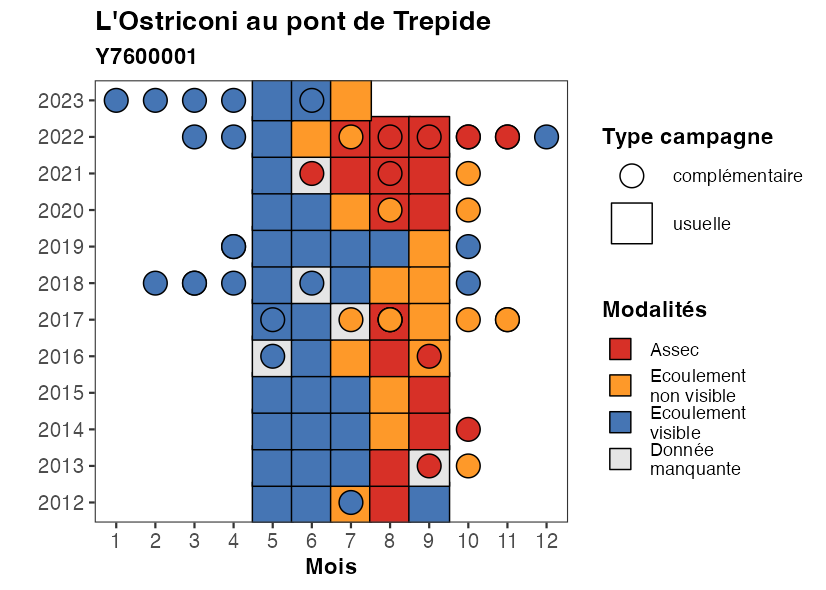 L'Ostriconi au pont de Trepide
Y7600001
2023
2022
2021
2020
2019
2018
2017
2016
2015
2014
2013
2012
1 2 3 4 5 6 7 8 9 10 11 12
Mois
Type campagne
complémentaire
usuelle
Modalités
Assec
Ecoulement
non visible
Ecoulement
visible
Donnée
manquante